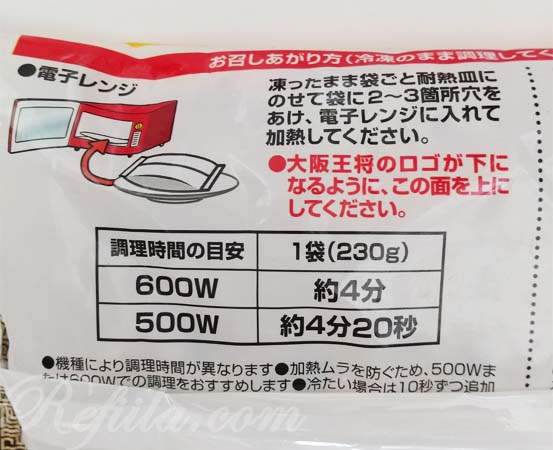 お召しあがり方(冷凍のまま調理してく
●電子レンジ
凍ったまま袋ごと耐熱皿に
のせて袋に2〜3箇所穴を
あけ、電子レンジに入れて
加熱してください。
●大阪王将のロゴが下に
なるように、この面を上に
してください。
調理時間の目安 1袋(230g)
600W 約4分
500W 約4分20秒
●機種により調理時間が異なります●加熱ムラを防ぐため、500Wま
たは600Wでの調理をおすすめします●冷たい場合は10秒ずつ追加
Refiita.com